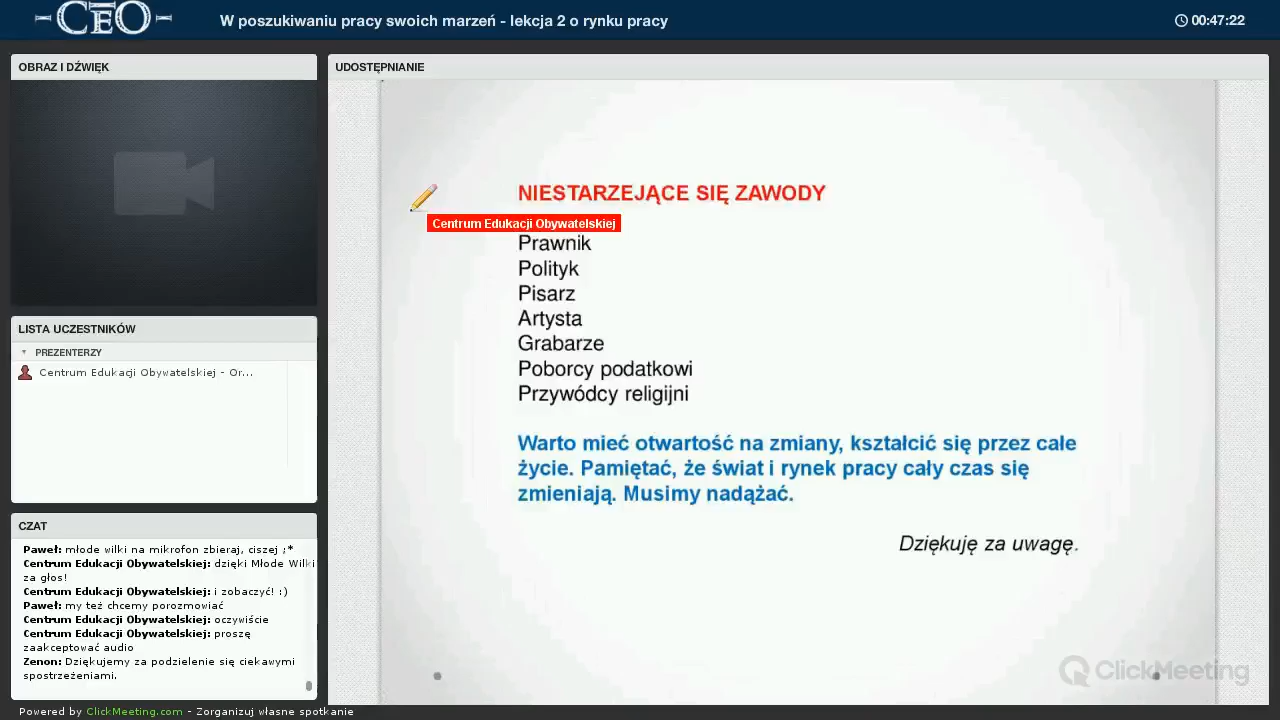 CEO
W poszukiwaniu pracy swoich marzeń - lekcja 2 o rynku pracy
00:47:22
OBRAZ I DŹWIĘK
UDOSTĘPNIANIE
NIESTARZEJĄCE SIĘ ZAWODY
Centrum Edukacji Obywatelskiej
Prawnik
Polityk
Pisarz
Artysta
Grabarze
Poborcy podatkowi
Przywódcy religijni
Warto mieć otwartość na zmiany, kształcić się przez całe
życie. Pamiętać, że świat i rynek pracy cały czas się
zmieniają. Musimy nadążać.
Dziękuję za uwagę.
LISTA UCZESTNIKÓW
PREZENTERZY
Centrum Edukacji Obywatelskiej - Or...
CZAT
Paweł: młode wilki na mikrofon zbieraj, ciszej ;*
Centrum Edukacji Obywatelskiej: dzięki Młode Wilki
za głos!
Centrum Edukacji Obywatelskiej: i zobaczyć! :)
Paweł: my też chcemy porozmowiać
Centrum Edukacji Obywatelskiej: oczywiście
Centrum Edukacji Obywatelskiej: proszę
zaakceptować audio
Zenon: Dziękujemy za podzielenie się ciekawymi
spostrzeżeniami.
ClickMeeting
Powered by ClickMeeting.com - Zorganizuj własne spotkanie